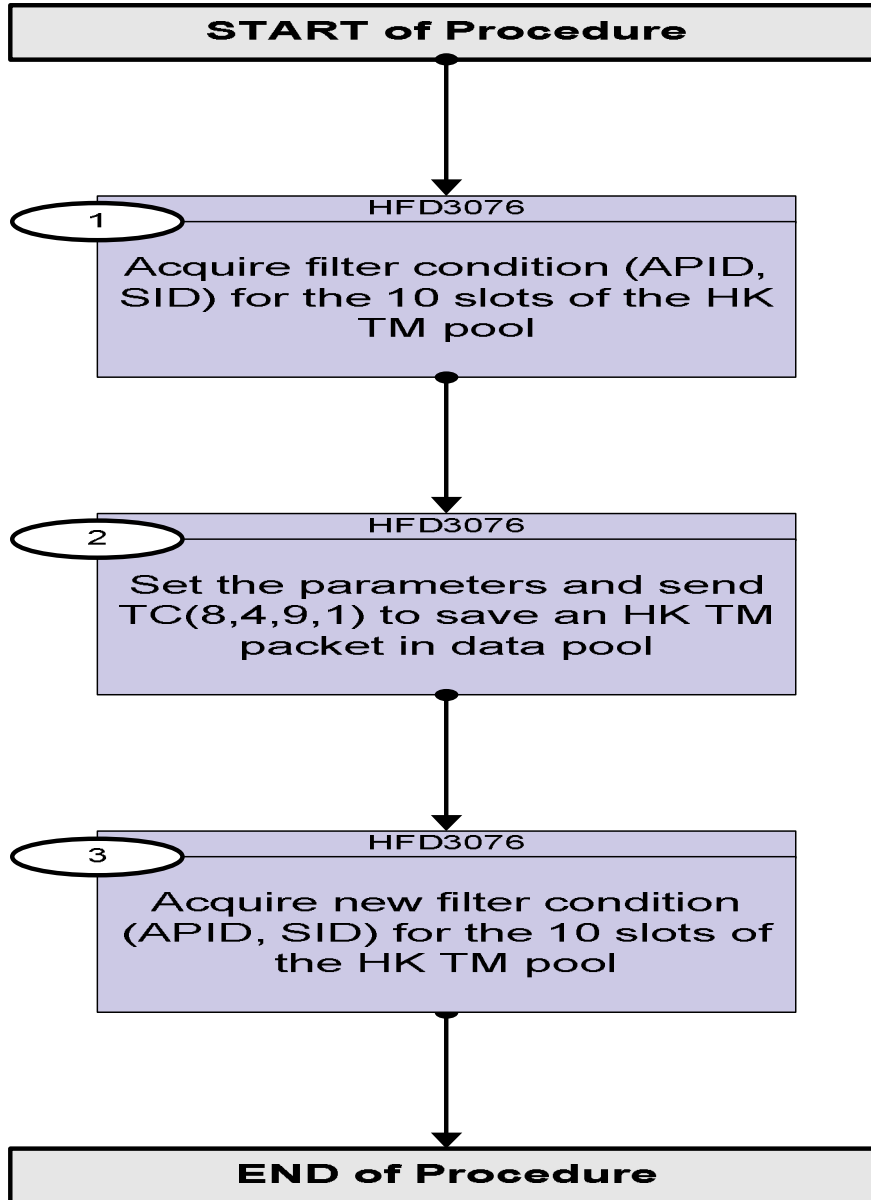 START of Procedure
HFD3076
1
Acquire filter condition (APID,
SID) for the 10 slots of the HK
TM pool
HFD3076
2
Set the parameters and send
TC(8,4,9,1) to save an HK TM
packet in data pool
HFD3076
3
Acquire new filter condition
(APID, SID) for the 10 slots of
the HK TM pool
END of Procedure